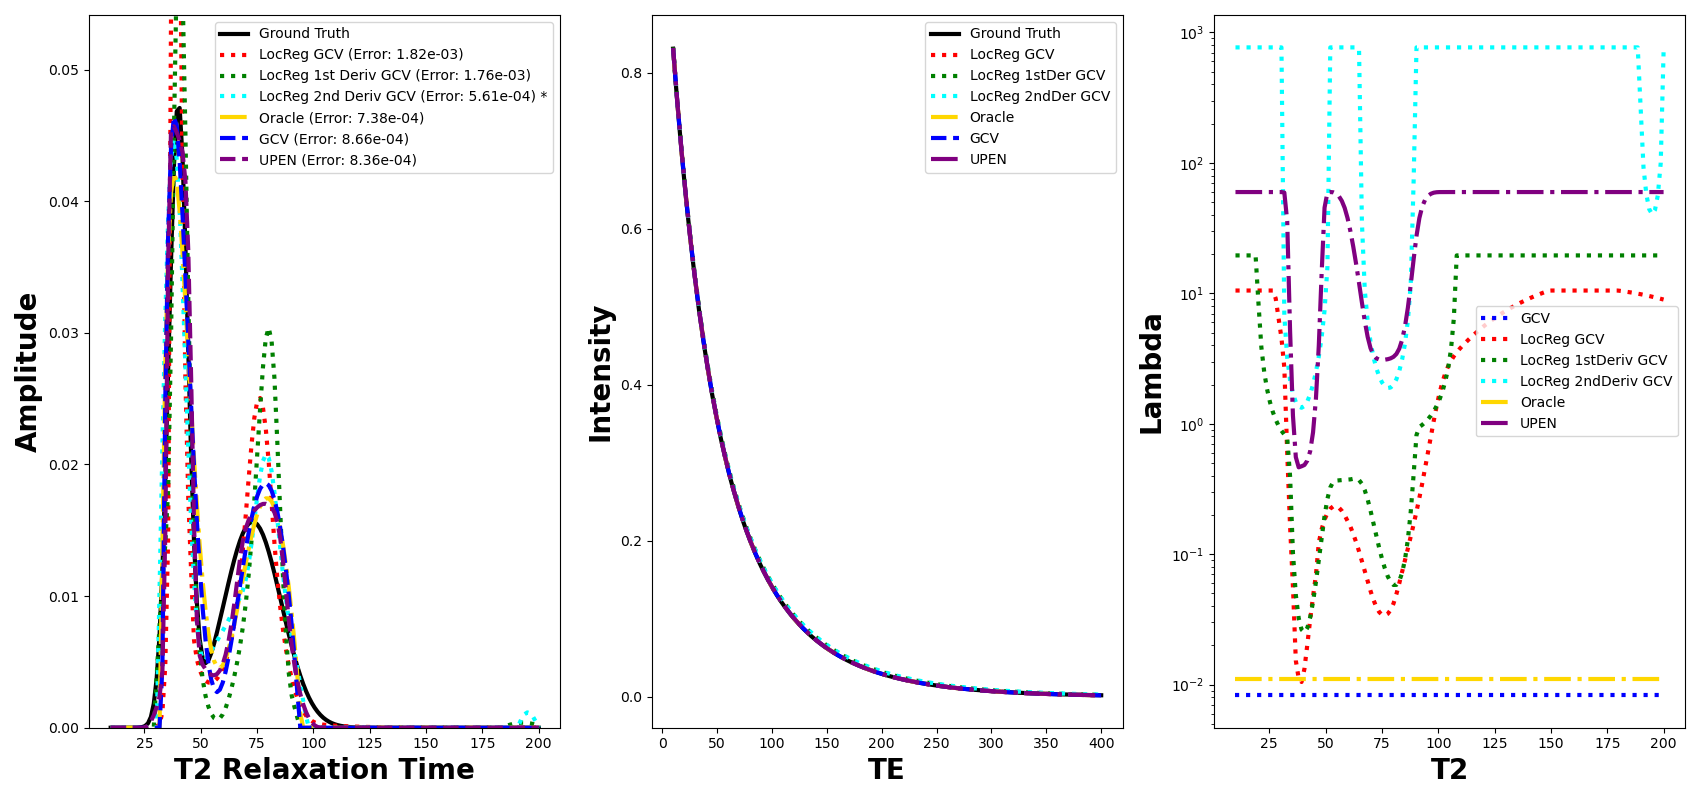 Amplitude
0.05
0.04
0.03
0.02
0.01
0.00
Ground Truth
LocReg GCV (Error: 1.82e-03)
LocReg 1st Deriv GCV (Error: 1.76e-03)
LocReg 2nd Deriv GCV (Error: 5.61e-04) *
Oracle (Error: 7.38e-04)
GCV (Error: 8.66e-04)
UPEN (Error: 8.36e-04)
25 50 75 100 125 150 175 200
T2 Relaxation Time
Intensity
0.8
0.6
0.4
0.2
0.0
Ground Truth
LocReg GCV
LocReg 1stDer GCV
LocReg 2ndDer GCV
Oracle
GCV
UPEN
0 50 100 150 200 250 300 350 400
TE
Lambda
10³
10²
10¹
10⁰
10⁻¹
10⁻²
GCV
LocReg GCV
LocReg 1stDeriv GCV
LocReg 2ndDeriv GCV
Oracle
UPEN
25 50 75 100 125 150 175 200
T2